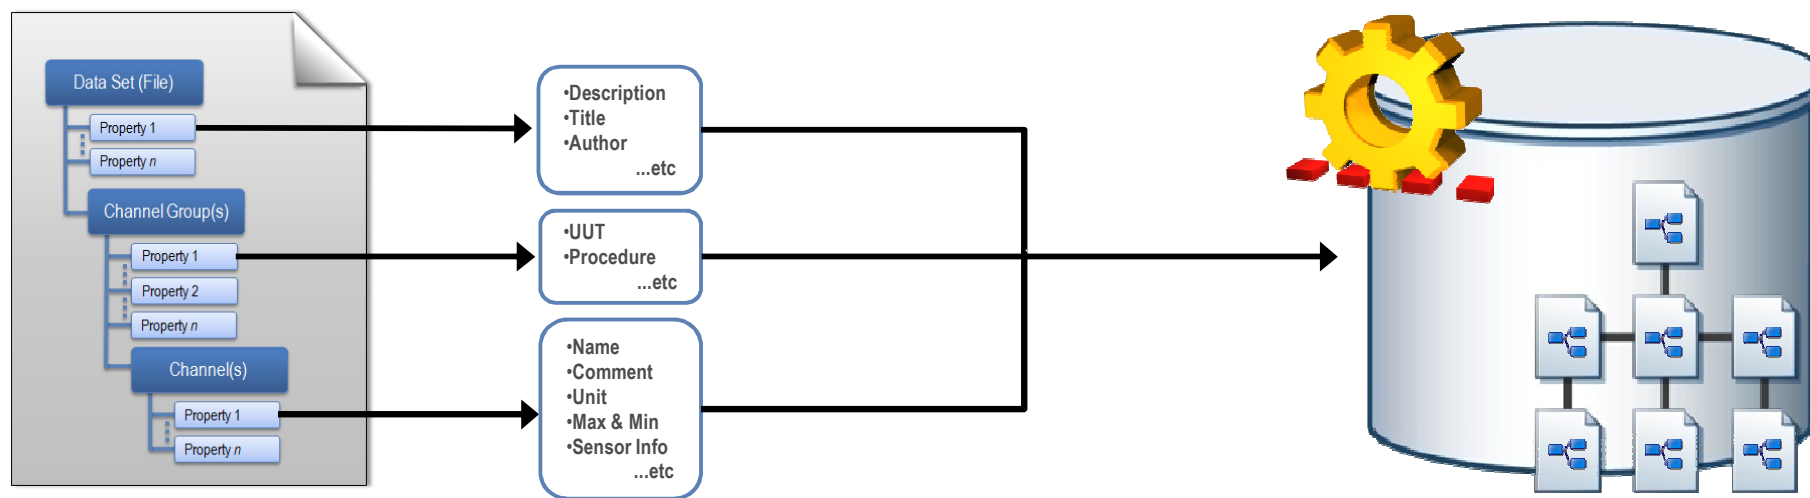 Data Set (File)
Property 1
Property n
Channel Group(s)
Property 1
Property 2
Property n
Channel(s)
Property 1
Property n
•Description
•Title
•Author
...etc
•UUT
•Procedure
...etc
•Name
•Comment
•Unit
•Max & Min
•Sensor Info
...etc